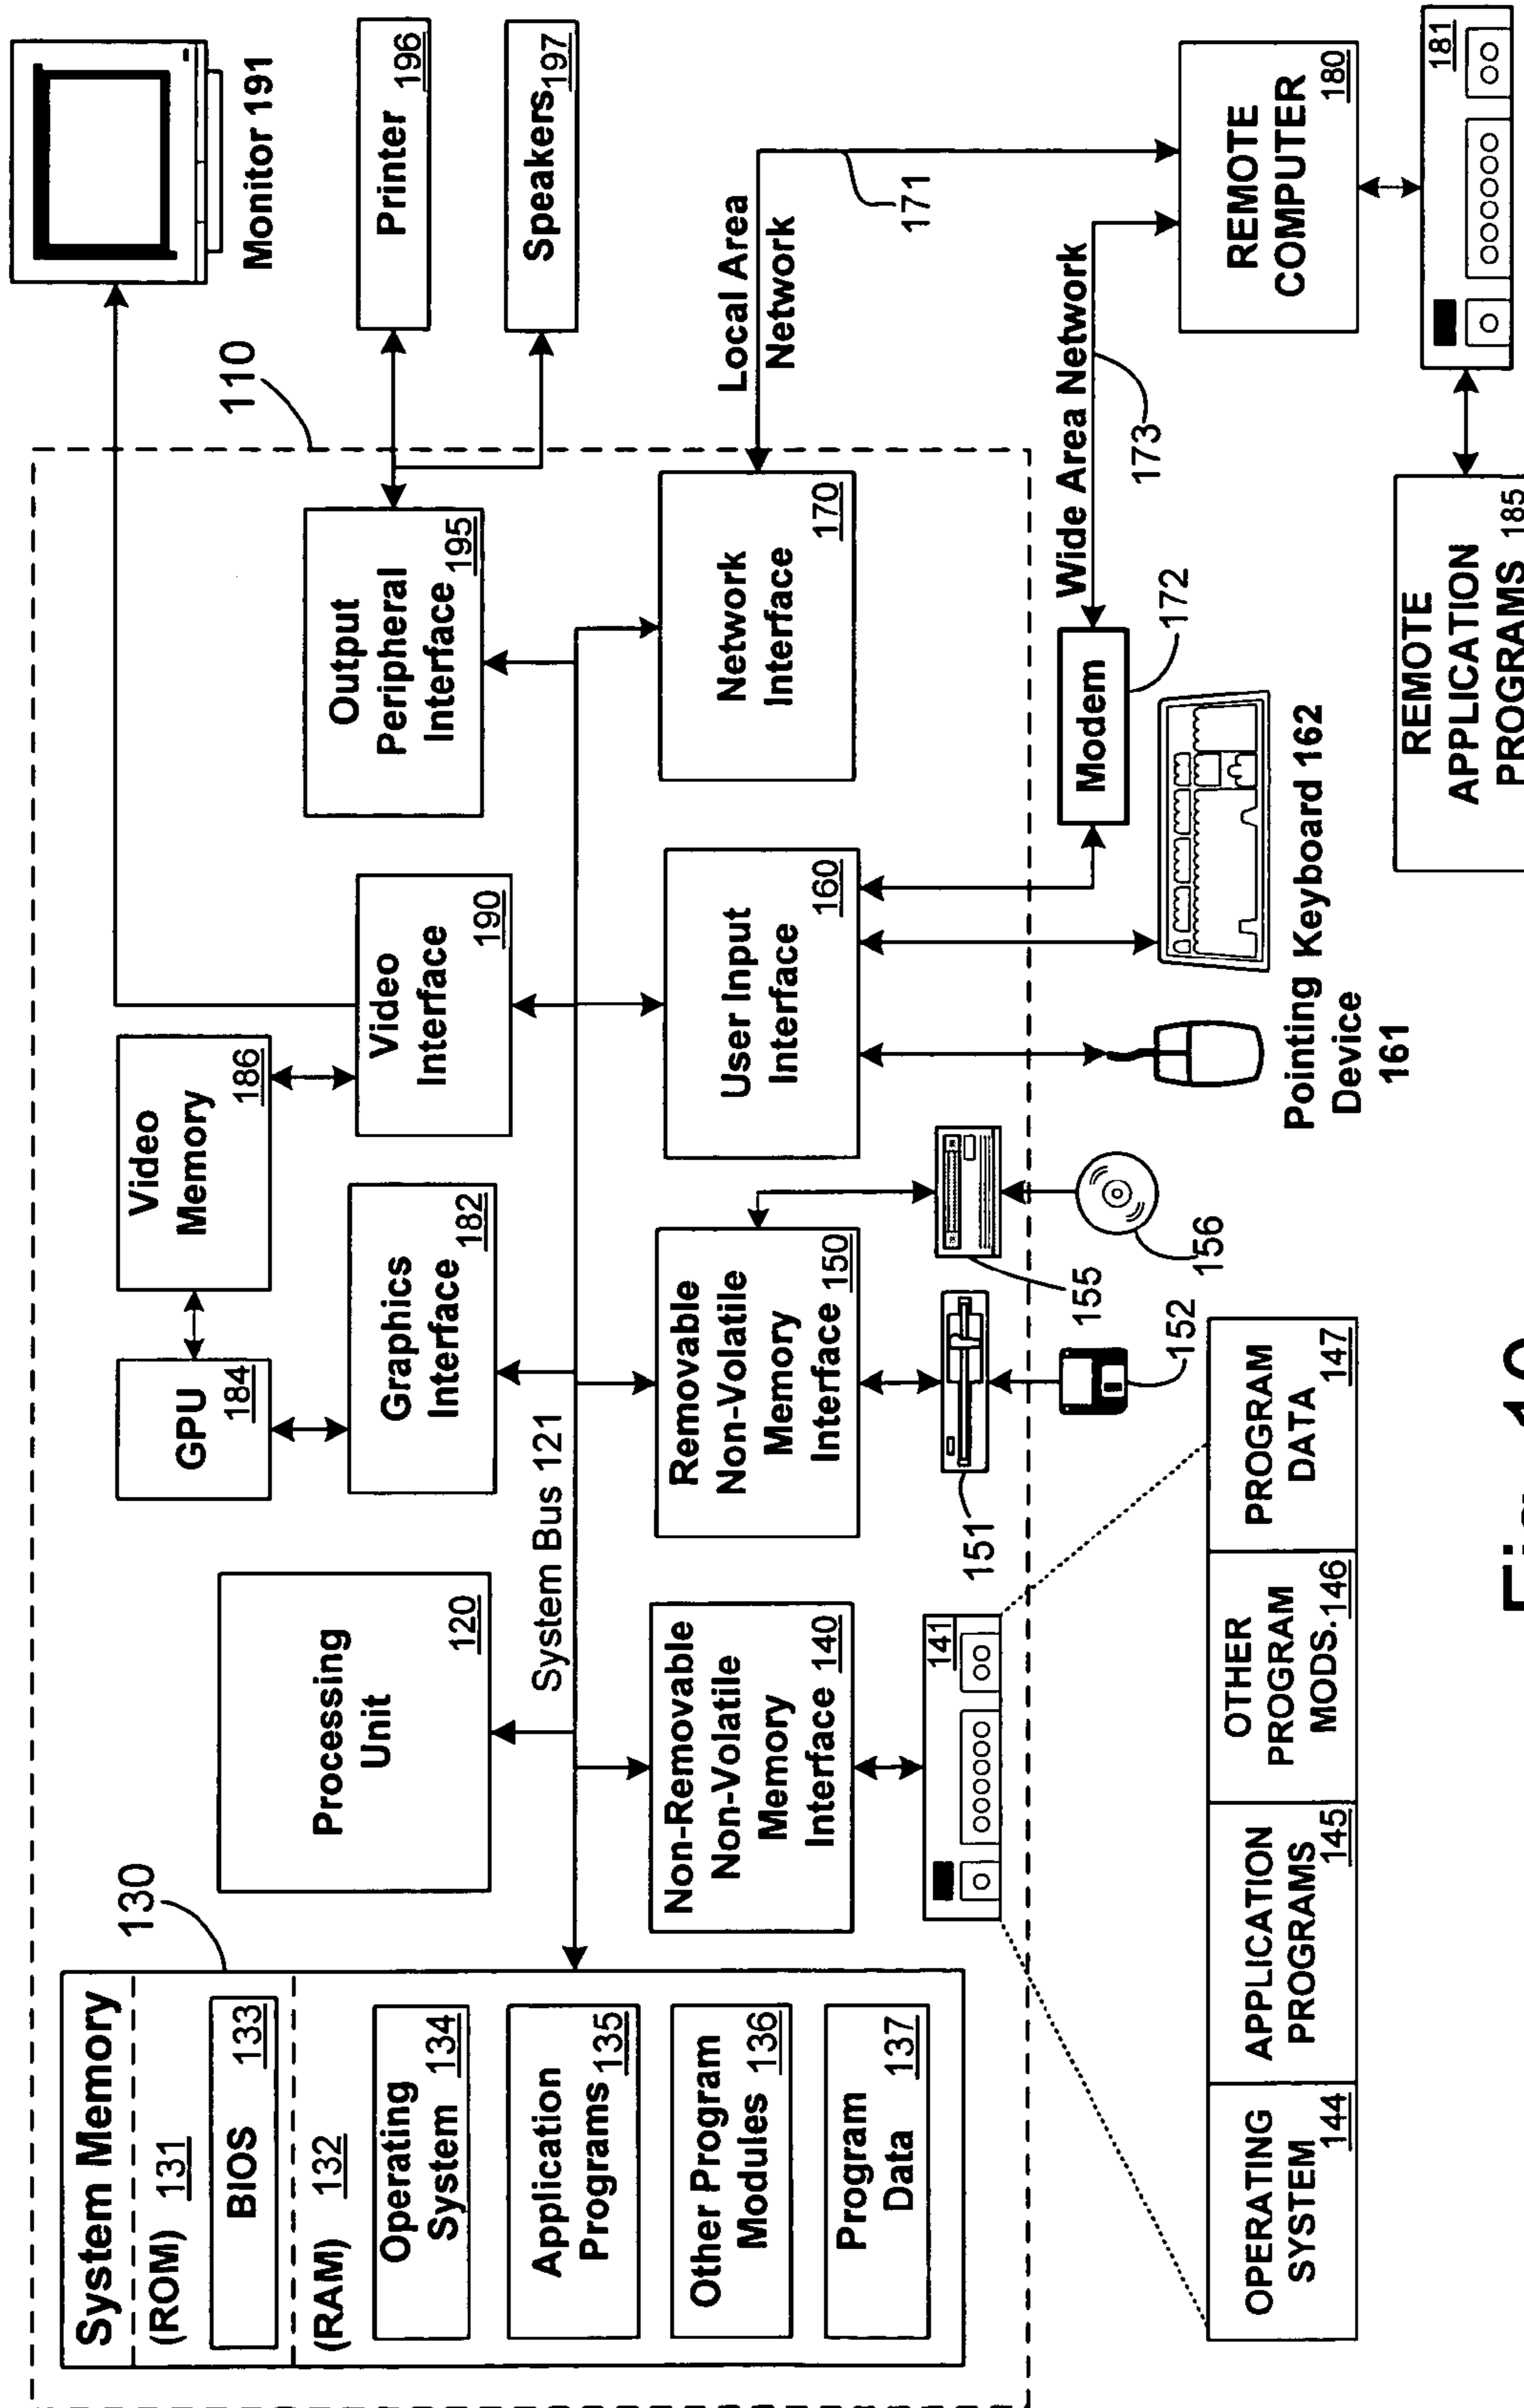 System Memory
(ROM) 131
BIOS 133
(RAM) 132
Operating
System 134
Application
Programs 135
Other Program
Modules 136
Program
Data 137
130
Processing
Unit
120
GPU
184
Video
Memory
186
Graphics
Interface
182
Video
Interface
190
Output
Peripheral
Interface 195
110
Monitor 191
Printer
196
Speakers 197
System Bus 121
Non-Removable
Non-Volatile
Memory
Interface 140
Removable
Non-Volatile
Memory
Interface 150
User Input
Interface
160
Network
Interface
170
Local Area
Network
171
141
151
155
152
156
Modem
172
Wide Area Network
173
REMOTE
COMPUTER
180
181
Pointing
Device
161
Keyboard 162
OPERATING
SYSTEM 144
APPLICATION
PROGRAMS 145
OTHER
PROGRAM
MODS. 146
PROGRAM
DATA 147
REMOTE
APPLICATION
PROGRAMS 185